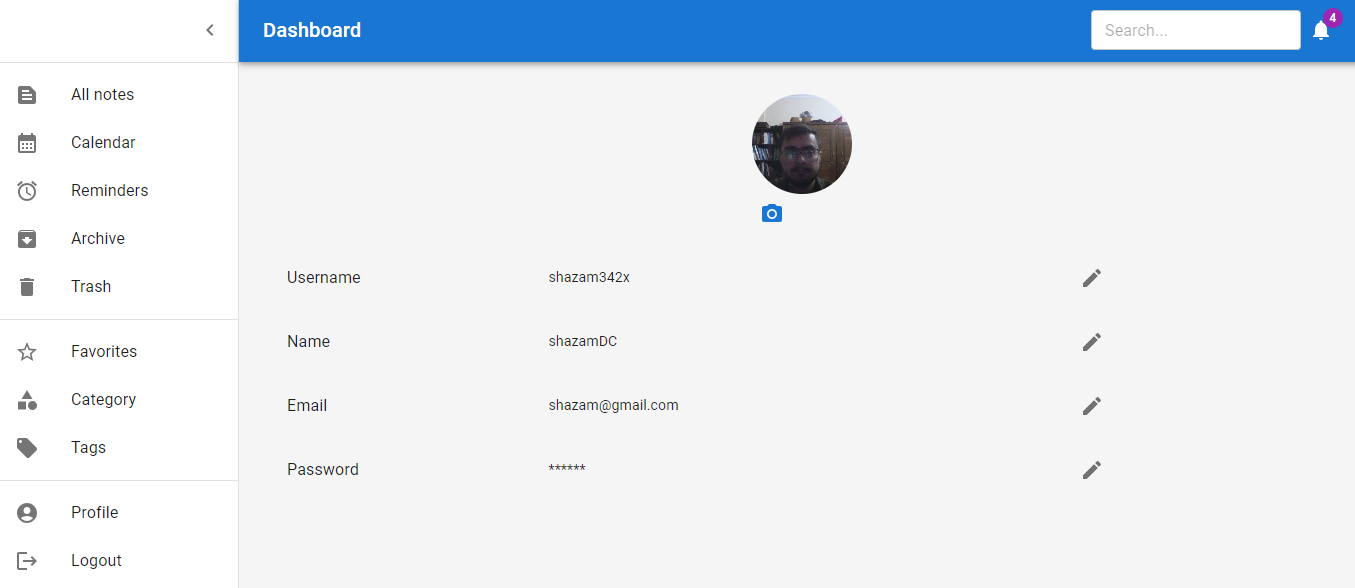 Dashboard
Search...
4
All notes
Calendar
Reminders
Archive
Trash
Favorites
Category
Tags
Profile
Logout
Username shazam342x
Name shazamDC
Email shazam@gmail.com
Password ******